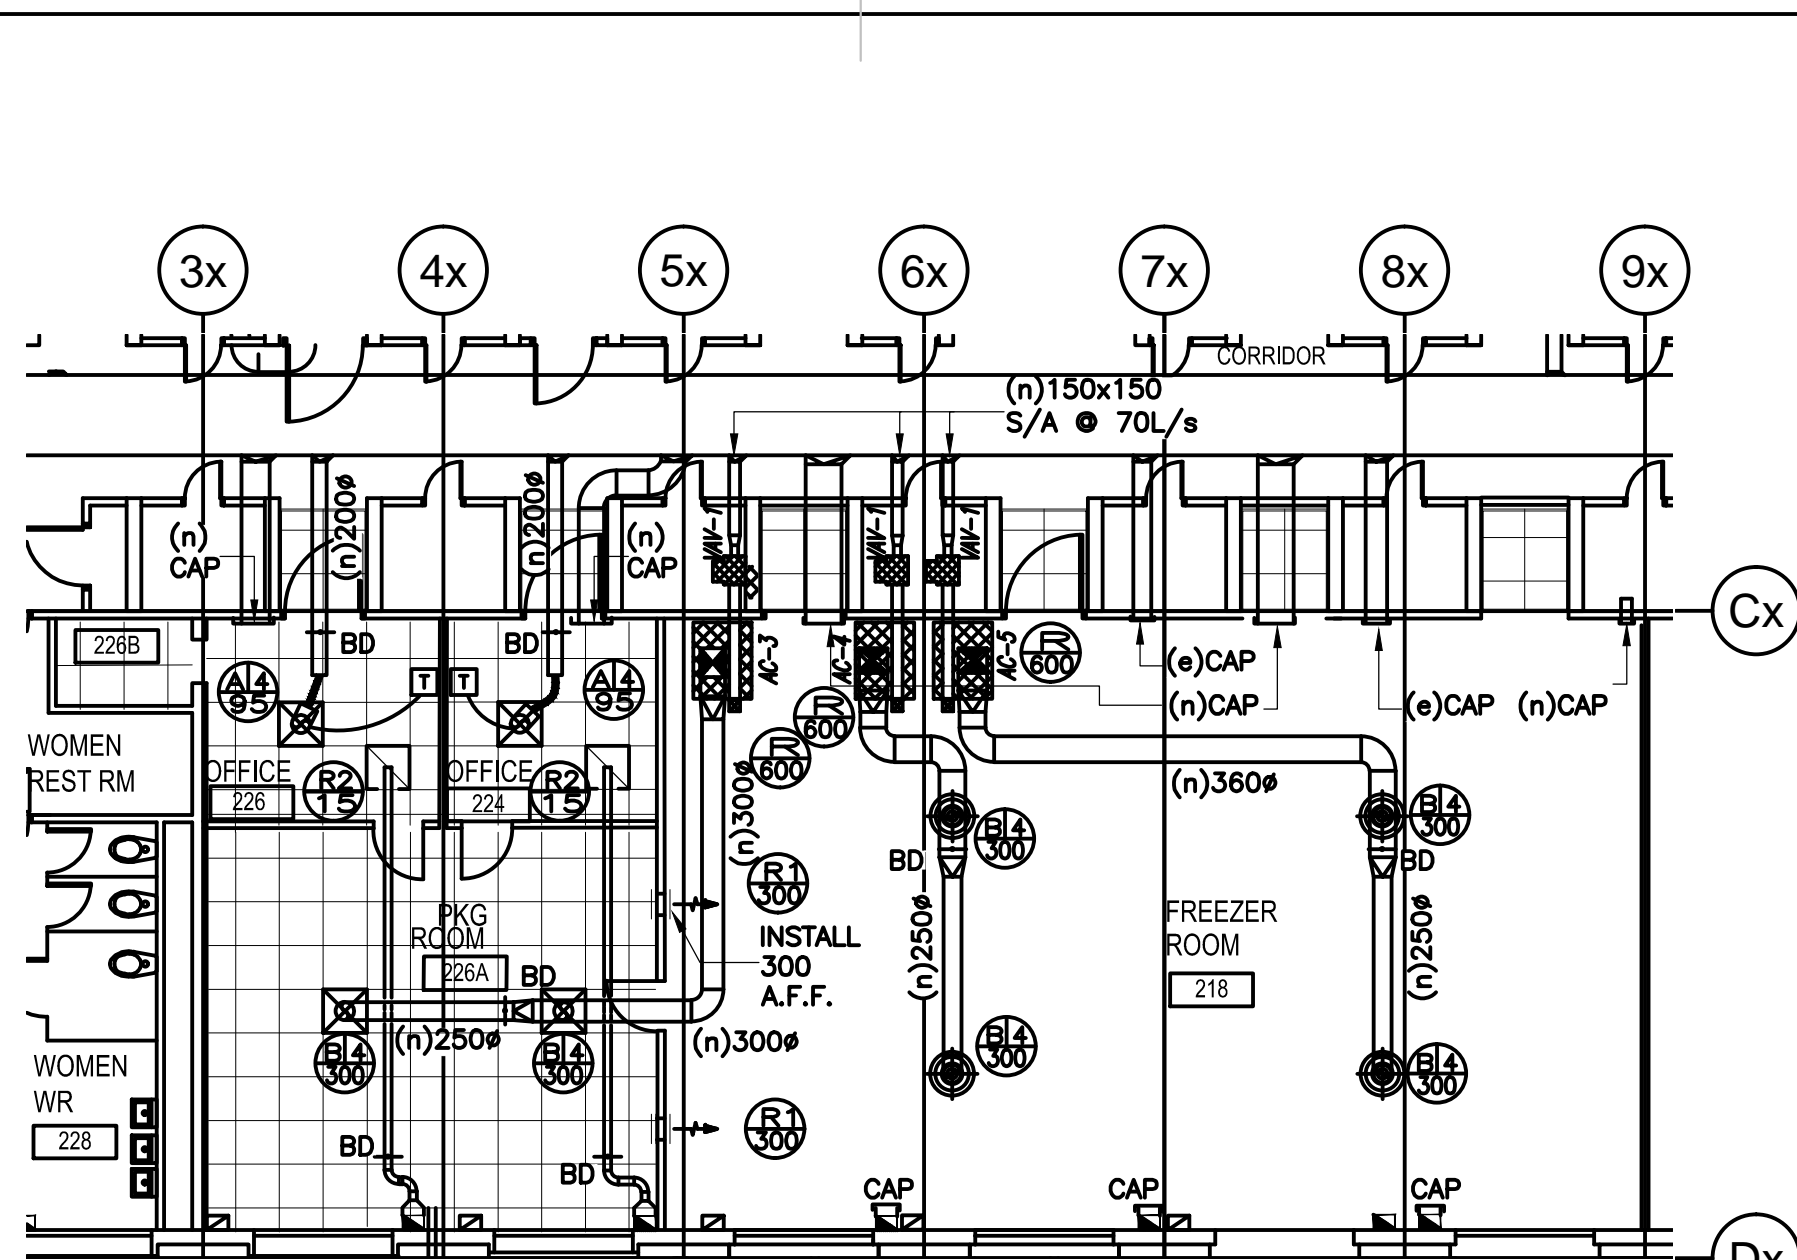 3x 4x 5x 6x 7x 8x 9x
CORRIDOR
(n)150x150
S/A @ 70L/s
(n)200ø
(n)200ø
(n)
CAP
(n)
CAP
VAV-1
VAV-1
VAV-1
Cx
226B
BD
BD
AC-3
AC-4
AC-5
R
600
(e)CAP
(n)CAP
(e)CAP
(n)CAP
A 4
95
T
T
A 4
95
R
600
R
600
WOMEN
REST RM
OFFICE
226
R2
15
OFFICE
224
R2
15
(n)300ø
(n)360ø
B 4
300
B 4
300
BD
BD
R1
300
PKG
ROOM
226A
BD
INSTALL
300
A.F.F.
(n)250ø
FREEZER
ROOM
218
(n)250ø
(n)250ø
(n)300ø
B 4
300
B 4
300
B 4
300
B 4
300
WOMEN
WR
228
R1
300
BD
BD
CAP
CAP
CAP
Dx